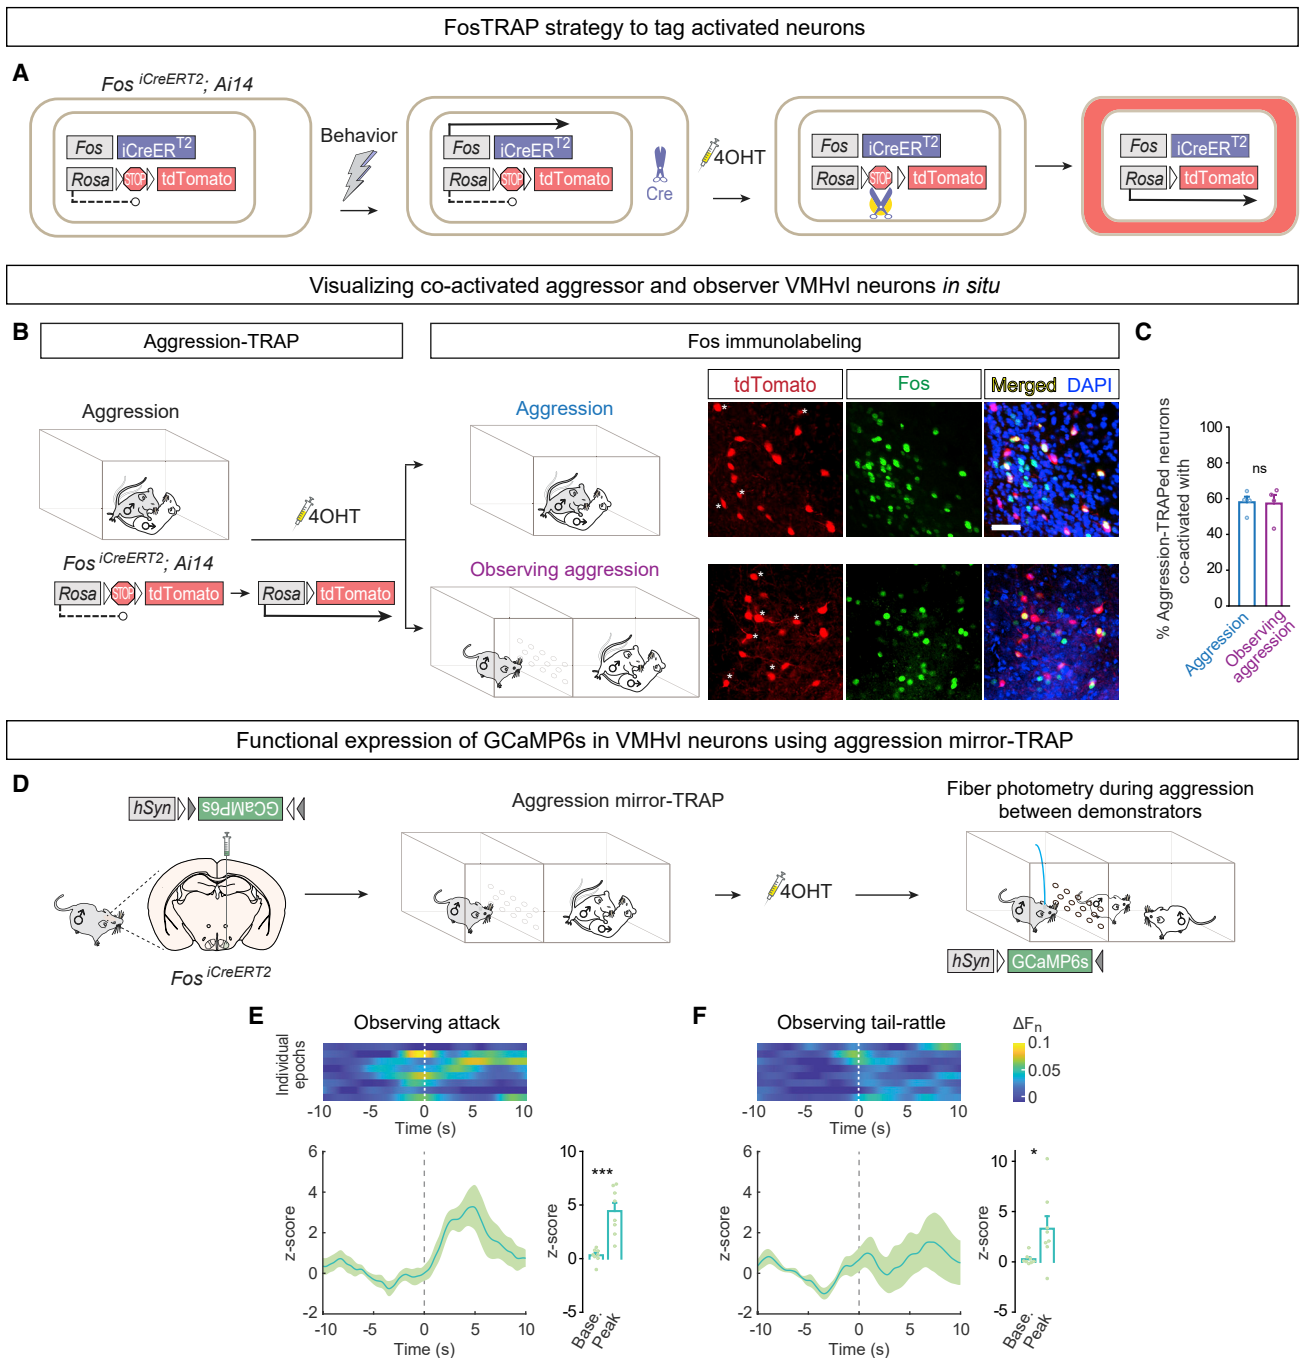 FosTRAP strategy to tag activated neurons
A
Fos iCreERT2; Ai14
Fos iCreERT2
Rosa STOP tdTomato
Behavior
Fos iCreERT2
Rosa STOP tdTomato
Cre
4OHT
Fos iCreERT2
Rosa STOP tdTomato
Fos iCreERT2
Rosa tdTomato
Visualizing co-activated aggressor and observer VMHvl neurons in situ
B
Aggression-TRAP
Fos immunolabeling
C
Aggression
4OHT
Fos iCreERT2; Ai14
Rosa STOP tdTomato
Rosa tdTomato
Aggression
Observing aggression
tdTomato
Fos
Merged DAPI
* * * *
* * * * * *
% Aggression-TRAPed nerurons
co-activated with
100
80
60
40
20
0
ns
Aggression
Observing
aggression
Functional expression of GCaMP6s in VMHvl neurons using aggression mirror-TRAP
D
hSyn GCaMP6s
Fos iCreERT2
Aggression mirror-TRAP
4OHT
Fiber photometry during aggression
between demonstrators
hSyn GCaMP6s
E
Observing attack
Individual
epochs
-10 -5 0 5 10
Time (s)
z-score
6
4
2
0
-2
-10 -5 0 5 10
Time (s)
z-score
10
5
0
-5
***
Base.
Peak
F
Observing tail-rattle
-10 -5 0 5 10
Time (s)
ΔFn
0.1
0.05
0
z-score
6
4
2
0
-2
-10 -5 0 5 10
Time (s)
z-score
10
5
0
-5
*
Base.
Peak